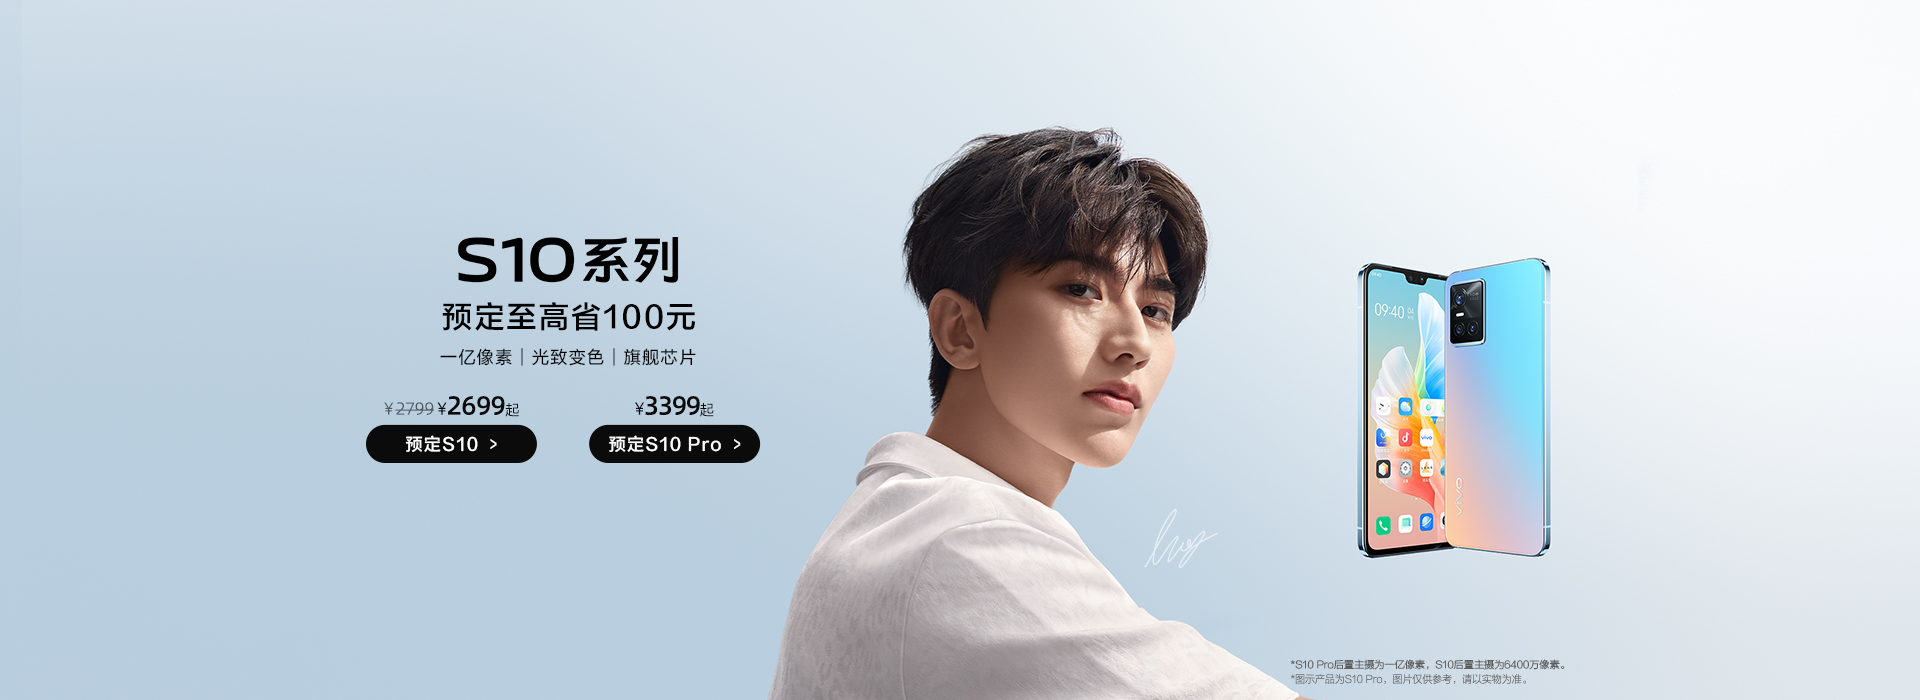 S10系列
预定至高省100元
一亿像素｜光致变色｜旗舰芯片
¥2799 ¥2699起
¥3399起
预定S10 >
预定S10 Pro >
09:40
vivo
vivo
*S10 Pro后置主摄为一亿像素，S10后置主摄为6400万像素。
*图示产品为S10 Pro，图片仅供参考，请以实物为准。